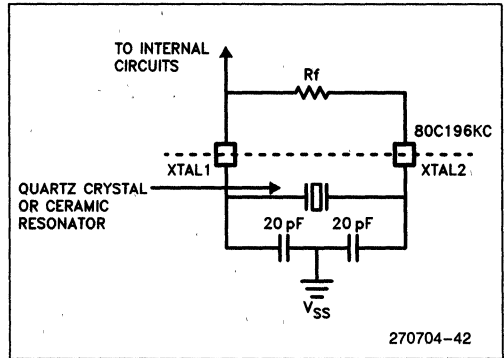 TO INTERNAL
CIRCUITS
Rf
80C196KC
XTAL1
XTAL2
QUARTZ CRYSTAL
OR CERAMIC
RESONATOR
20 pF
20 pF
VSS
270704-42